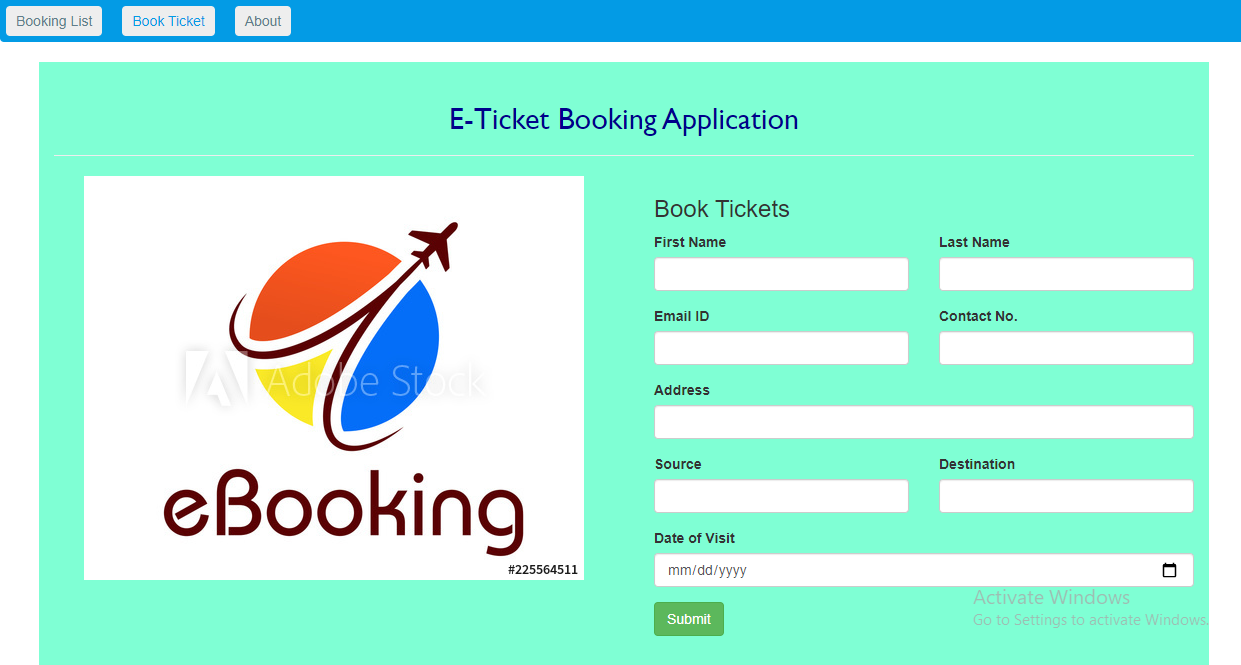 Booking List Book Ticket About
E-Ticket Booking Application
Book Tickets
First Name Last Name
Email ID Contact No.
Address
Source Destination
Date of Visit
mm/dd/yyyy
Submit
Adobe Stock
eBooking
#225564511
Activate Windows
Go to Settings to activate Windows.